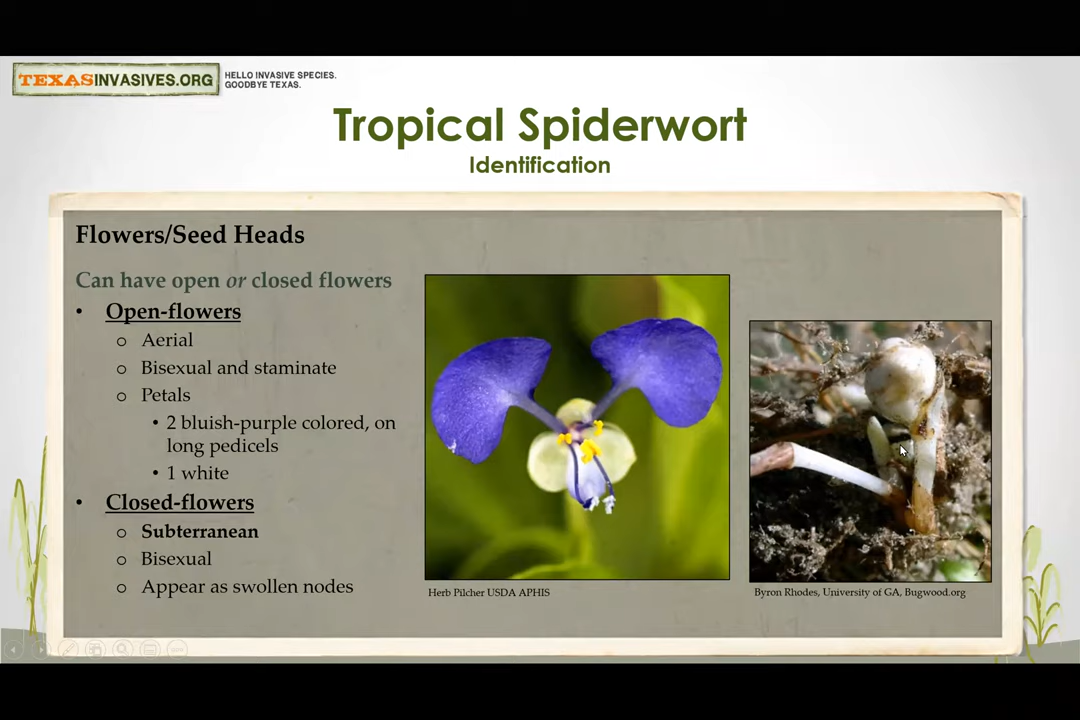 TEXASINVASIVES.ORG
HELLO INVASIVE SPECIES.
GOODBYE TEXAS.
Tropical Spiderwort
Identification
Flowers/Seed Heads
Can have open or closed flowers
• Open-flowers
o Aerial
o Bisexual and staminate
o Petals
• 2 bluish-purple colored, on
long pedicels
• 1 white
• Closed-flowers
o Subterranean
o Bisexual
o Appear as swollen nodes
Herb Pilcher USDA APHIS
Byron Rhodes, University of GA, Bugwood.org